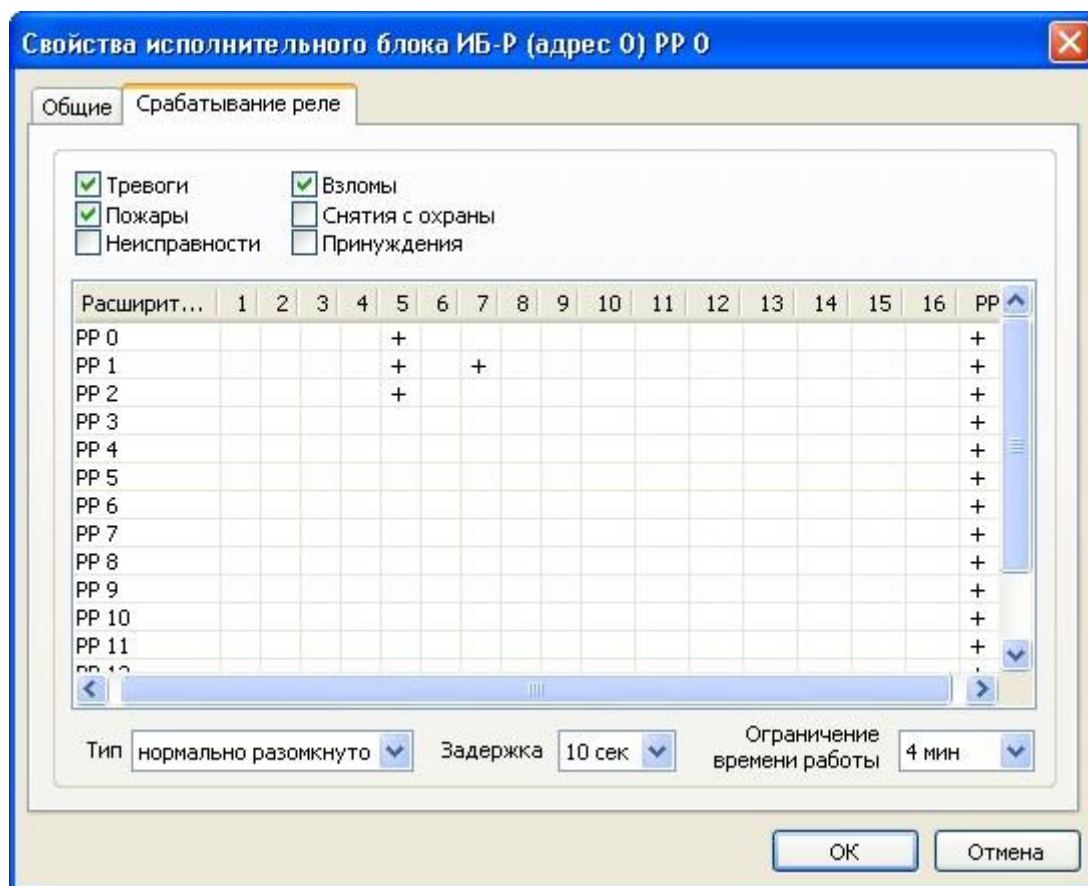 Свойства исполнительного блока ИБ-Р (адрес 0) РР 0
Общие Срабатывание реле
Тревоги Взломы
Пожары Снятия с охраны
Неисправности Принуждения
Расширит... 1 2 3 4 5 6 7 8 9 10 11 12 13 14 15 16 РР
РР 0 + +
РР 1 + + +
РР 2 + +
РР 3 +
РР 4 +
РР 5 +
РР 6 +
РР 7 +
РР 8 +
РР 9 +
РР 10 +
РР 11 +
Тип нормально разомкнуто Задержка 10 сек Ограничение
времени работы 4 мин
ОК Отмена